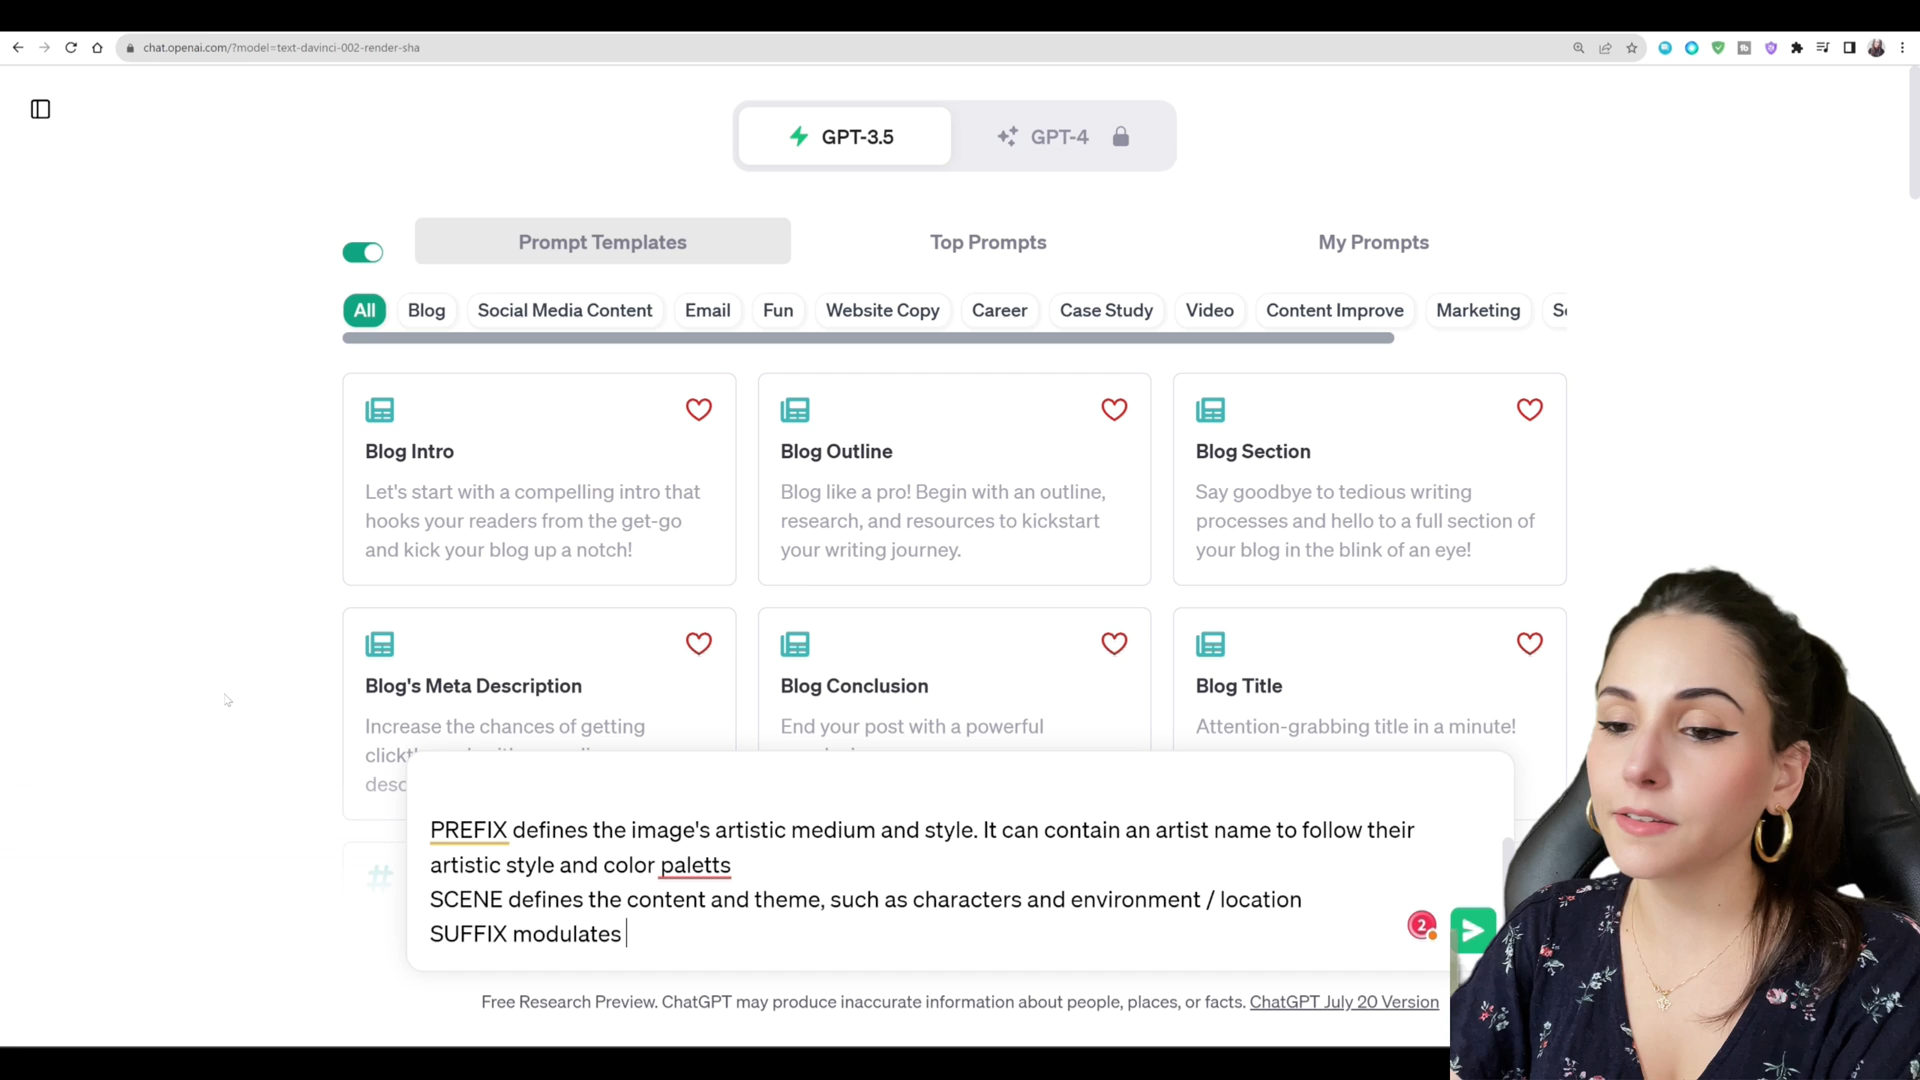 chat.openai.com/?model=text-davinci-002-render-sha
GPT-3.5
GPT-4
Prompt Templates
Top Prompts
My Prompts
All
Blog
Social Media Content
Email
Fun
Website Copy
Career
Case Study
Video
Content Improve
Marketing
Blog Intro
Let's start with a compelling intro that
hooks your readers from the get-go
and kick your blog up a notch!
Blog Outline
Blog like a pro! Begin with an outline,
research, and resources to kickstart
your writing journey.
Blog Section
Say goodbye to tedious writing
processes and hello to a full section of
your blog in the blink of an eye!
Blog's Meta Description
Increase the chances of getting
Blog Conclusion
End your post with a powerful
Blog Title
Attention-grabbing title in a minute!
#
PREFIX defines the image's artistic medium and style. It can contain an artist name to follow their
artistic style and color paletts
SCENE defines the content and theme, such as characters and environment / location
SUFFIX modulates
2
Free Research Preview. ChatGPT may produce inaccurate information about people, places, or facts. ChatGPT July 20 Version